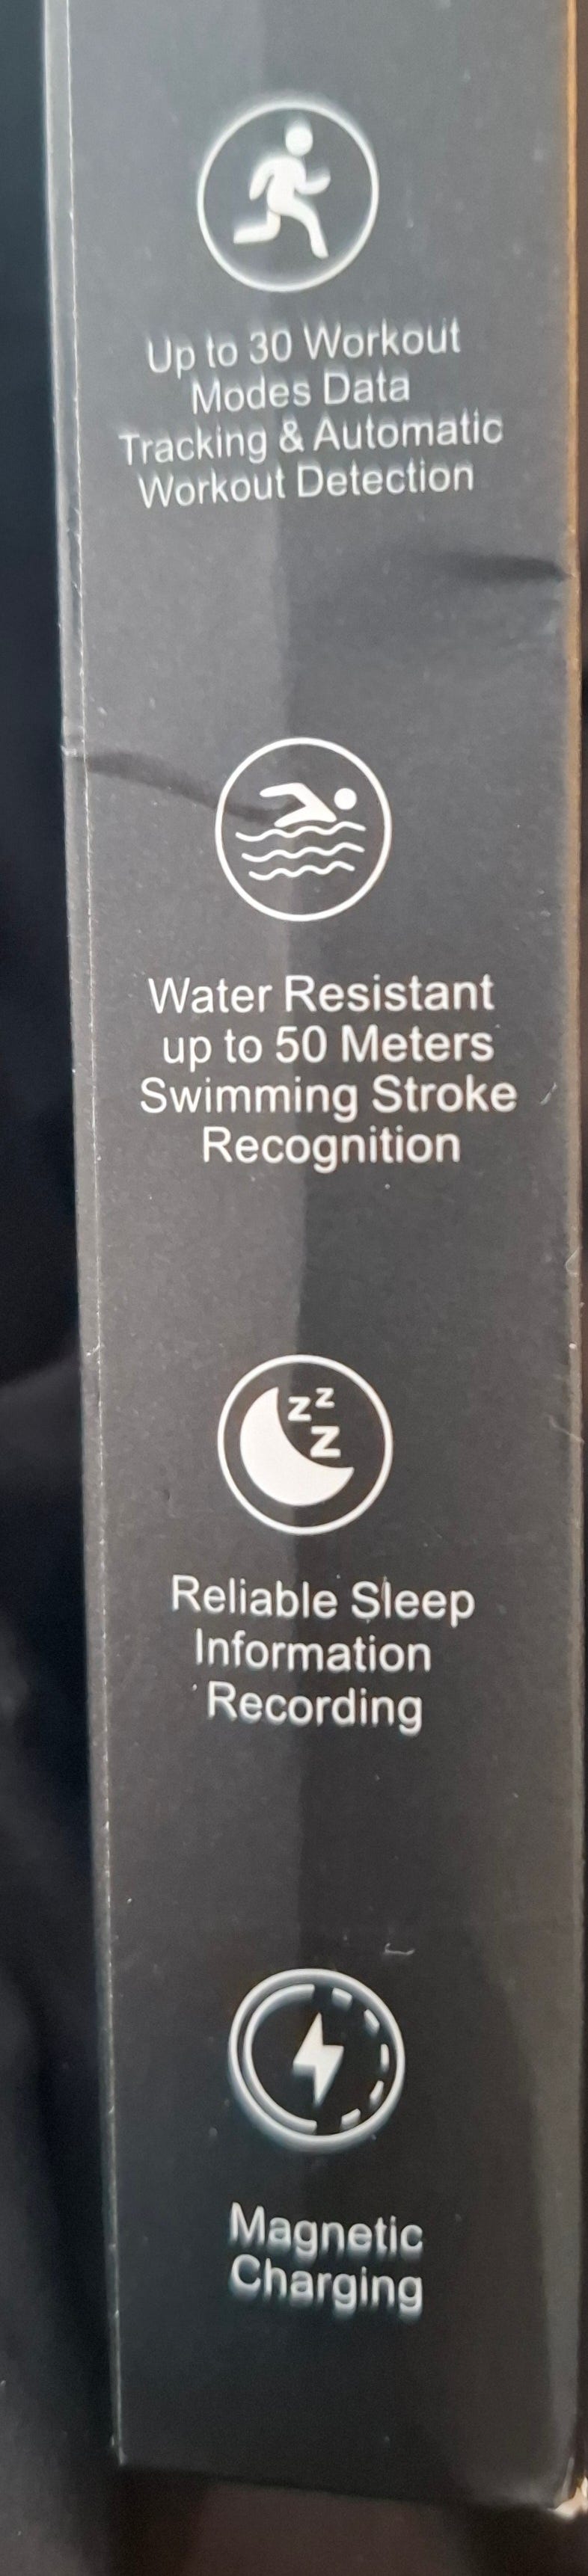 Up to 30 Workout
Modes Data
Tracking & Automatic
Workout Detection
Water Resistant
up to 50 Meters
Swimming Stroke
Recognition
z z
z
Reliable Sleep
Information
Recording
Magnetic
Charging